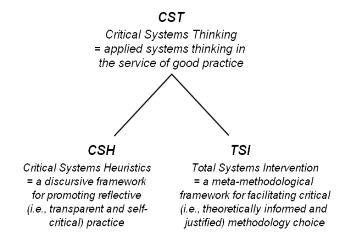 CST
Critical Systems Thinking
= applied systems thinking in
the service of good practice
CSH
Critical Systems Heuristics
= a discursive framework
for promoting reflective
(i.e., transparent and self-
critical) practice
TSI
Total Systems Intervention
= a meta-methodological
framework for facilitating critical
(i.e., theoretically informed and
justified) methodology choice